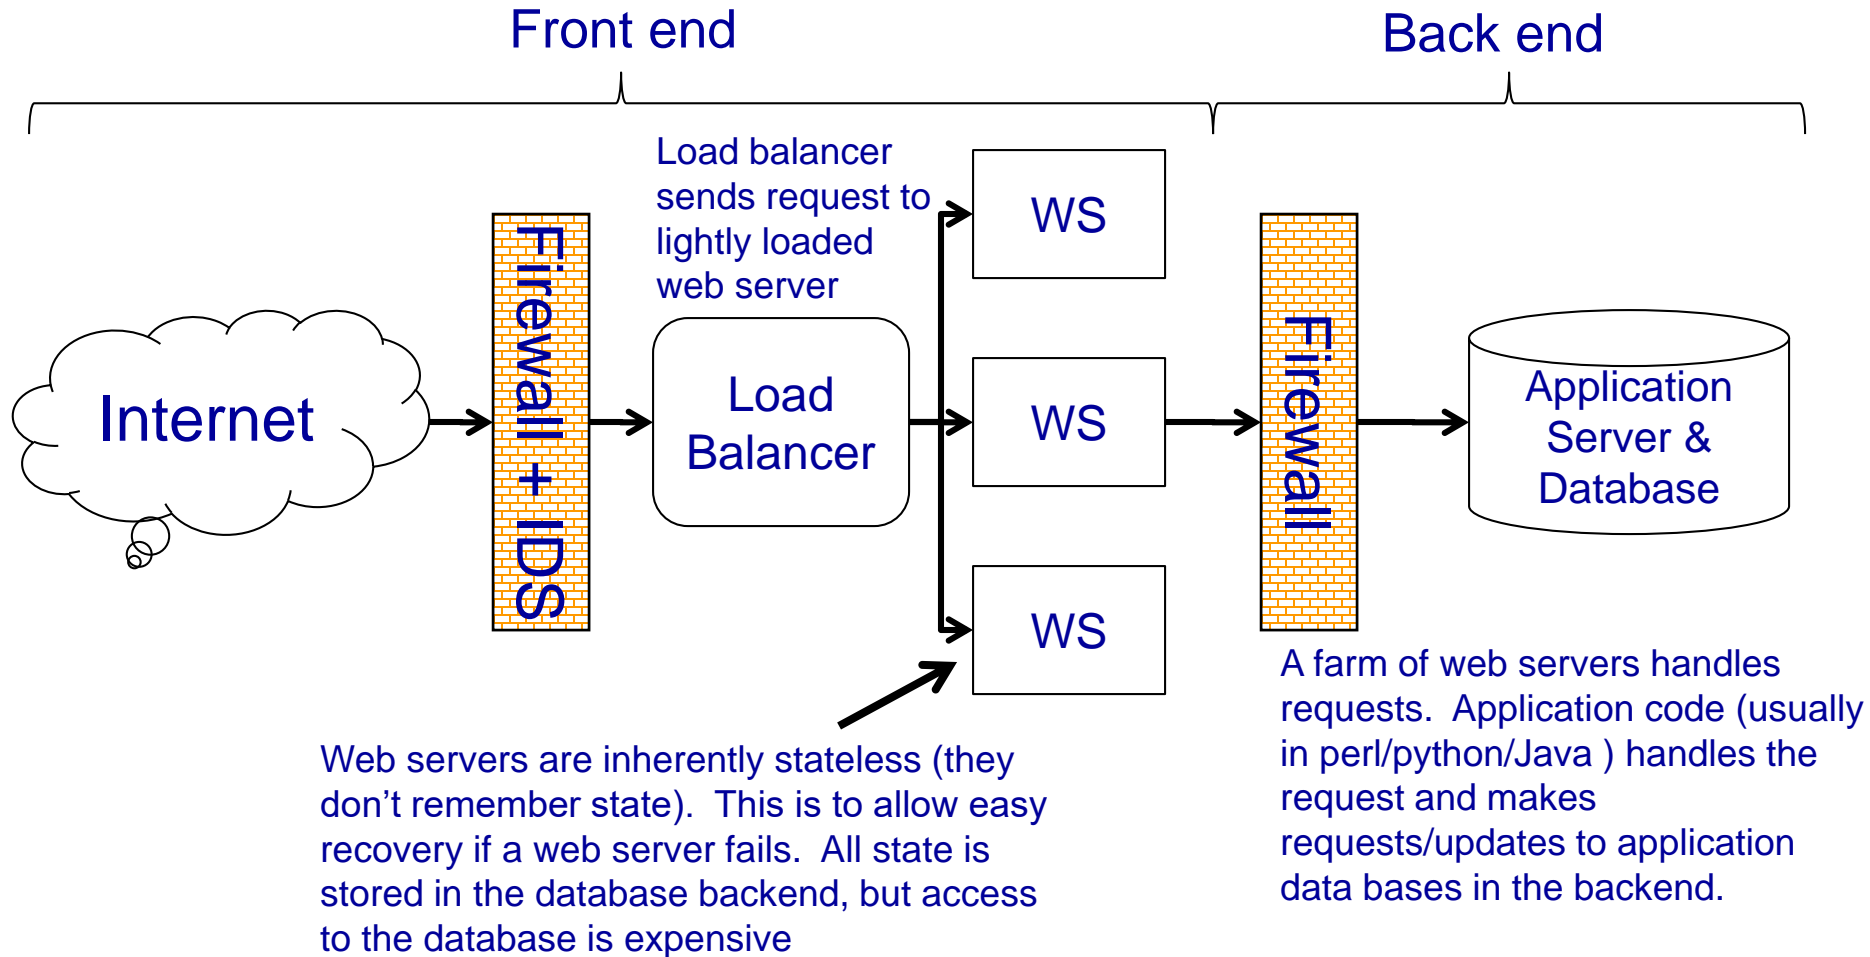 Front end
Back end
Load balancer
sends request to
lightly loaded
web server
Internet
Firewall + IDS
Load
Balancer
WS
WS
WS
Firewall
Application
Server &
Database
Web servers are inherently stateless (they
don’t remember state).  This is to allow easy
recovery if a web server fails.  All state is
stored in the database backend, but access
to the database is expensive
A farm of web servers handles
requests.  Application code (usually
in perl/python/Java ) handles the
request and makes
requests/updates to application
data bases in the backend.